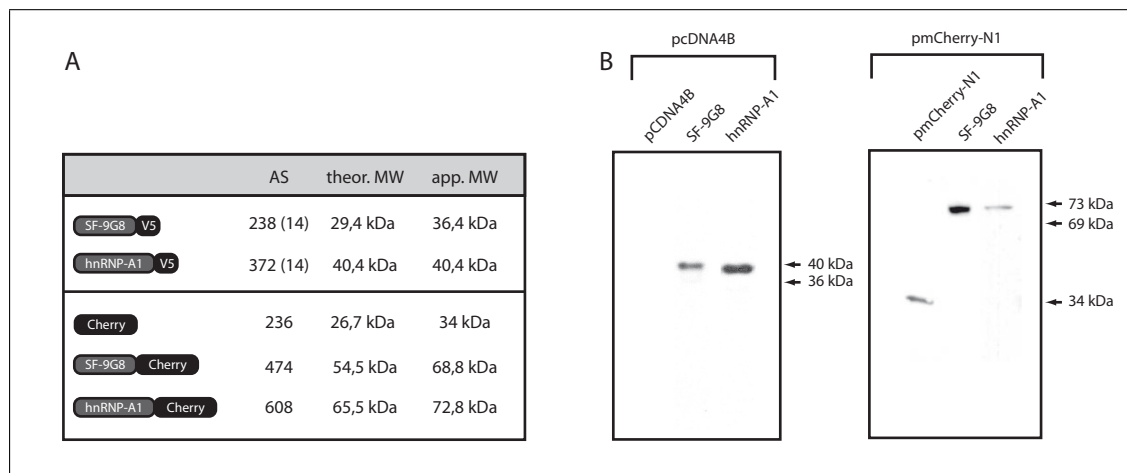 A
AS theor. MW app. MW
SF-9G8 V5 238 (14) 29,4 kDa 36,4 kDa
hnRNP-A1 V5 372 (14) 40,4 kDa 40,4 kDa
Cherry 236 26,7 kDa 34 kDa
SF-9G8 Cherry 474 54,5 kDa 68,8 kDa
hnRNP-A1 Cherry 608 65,5 kDa 72,8 kDa
B
pcDNA4B
pCDNA4B
SF-9G8
hnRNP-A1
40 kDa
36 kDa
pmCherry-N1
pmCherry-N1
SF-9G8
hnRNP-A1
73 kDa
69 kDa
34 kDa